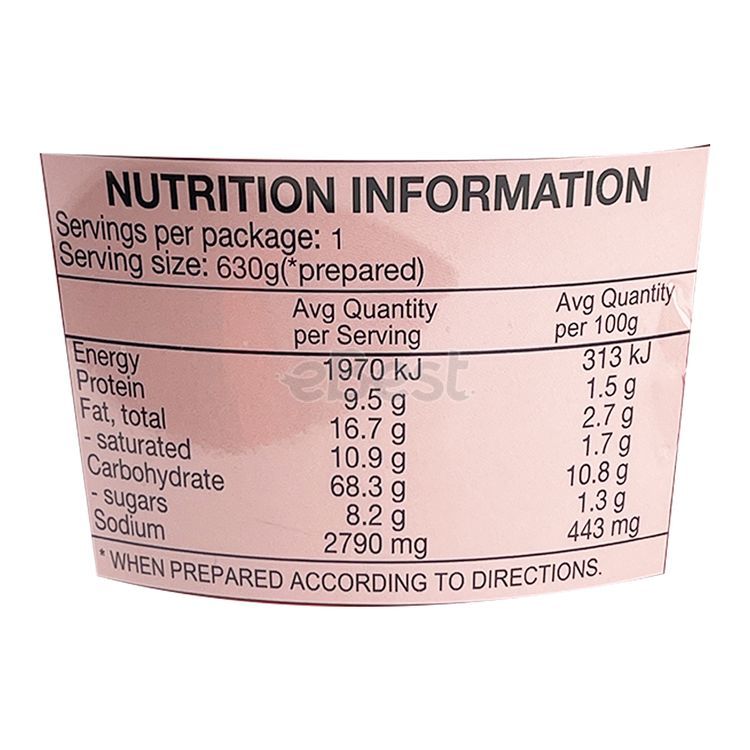 NUTRITION INFORMATION
Servings per package: 1
Serving size: 630g(*prepared)
Avg Quantity per Serving Avg Quantity per 100g
Energy 1970 kJ 313 kJ
Protein 9.5 g 1.5 g
Fat, total 16.7 g 2.7 g
- saturated 10.9 g 1.7 g
Carbohydrate 68.3 g 10.8 g
- sugars 8.2 g 1.3 g
Sodium 2790 mg 443 mg
* WHEN PREPARED ACCORDING TO DIRECTIONS.
eBest